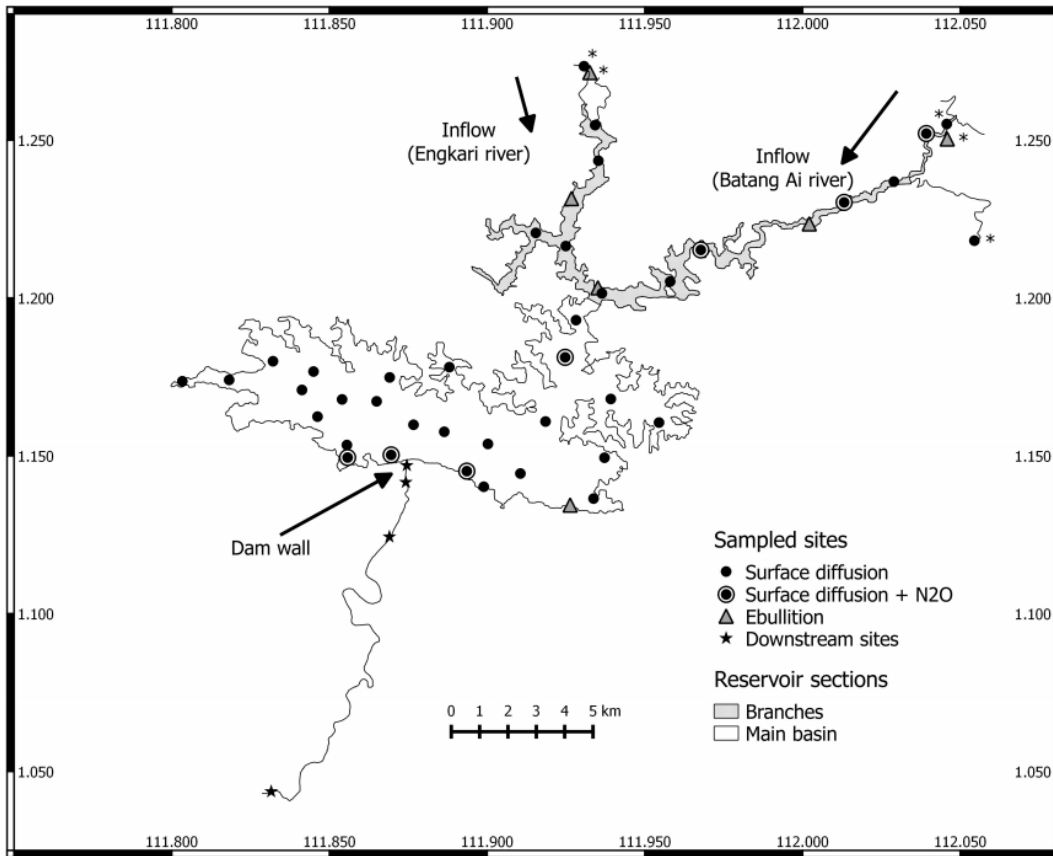 111.800 111.850 111.900 111.950 112.000 112.050
Inflow
(Engkari river)
Inflow
(Batang Ai river)
1.250 1.250
1.200 1.200
1.150 1.150
Dam wall
Sampled sites
Surface diffusion
Surface diffusion + N2O
Ebullition
Downstream sites
1.100 1.100
Reservoir sections
Branches
Main basin
0 1 2 3 4 5 km
1.050 1.050
111.800 111.850 111.900 111.950 112.000 112.050